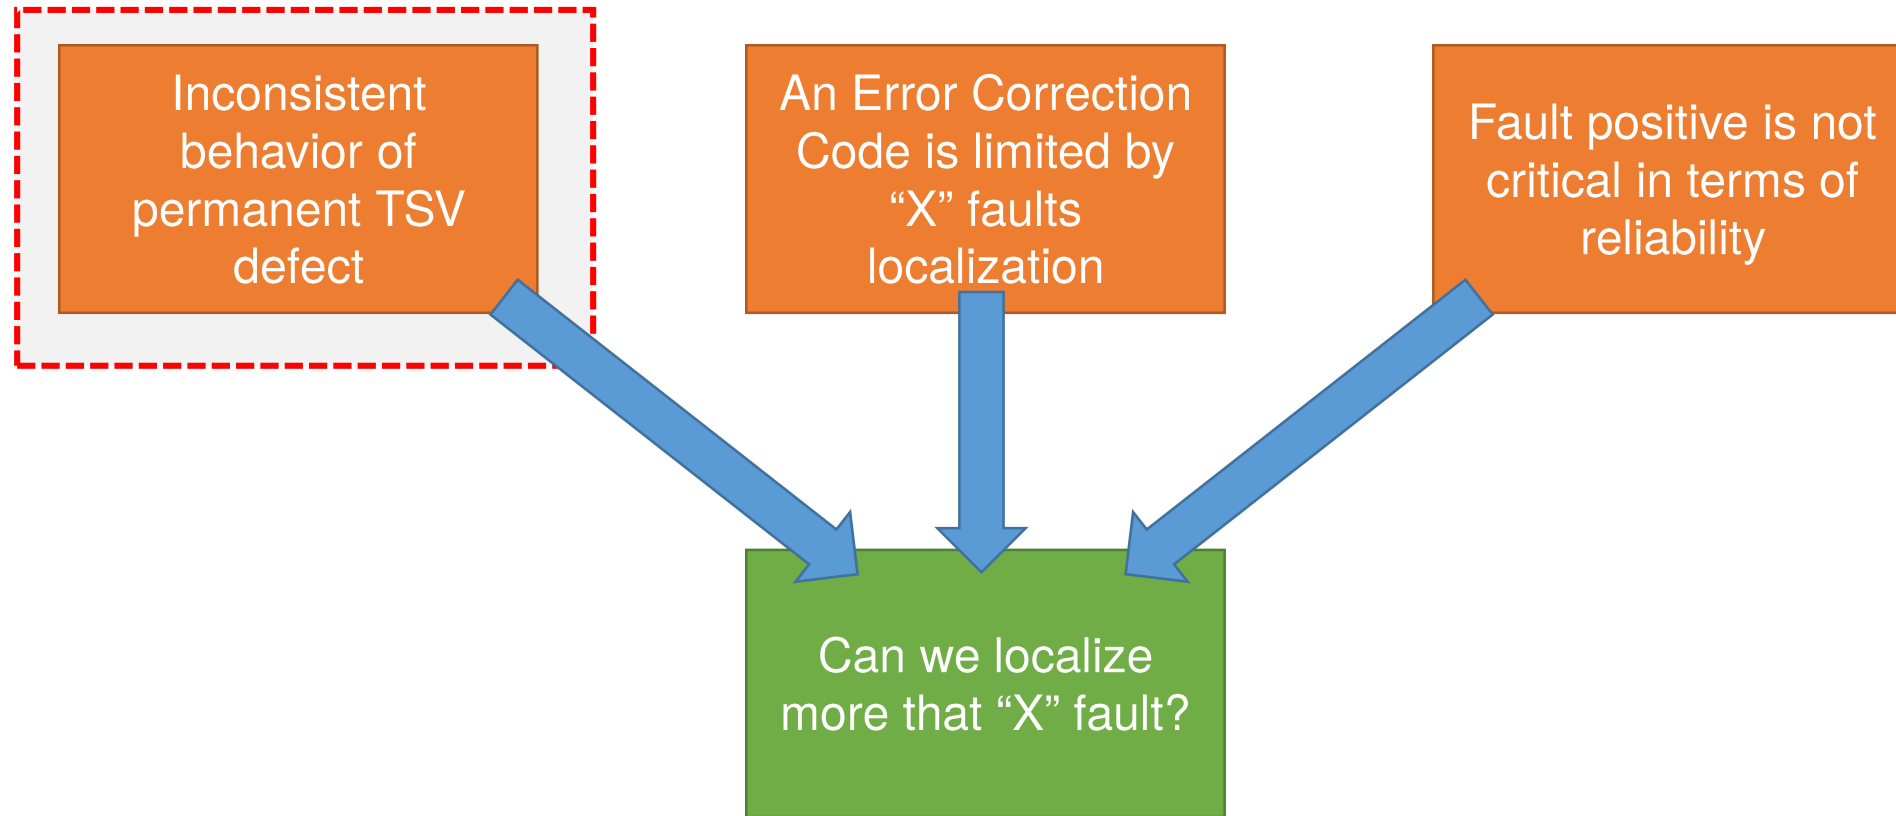 Inconsistent
behavior of
permanent TSV
defect
An Error Correction
Code is limited by
“X” faults
localization
Fault positive is not
critical in terms of
reliability
Can we localize
more that “X” fault?